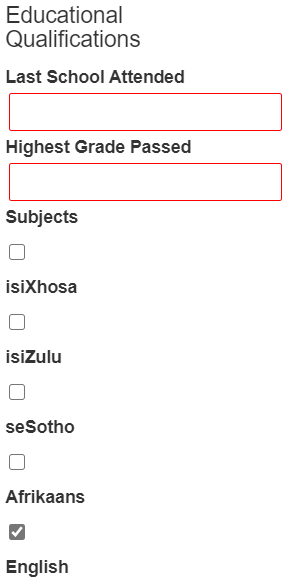 Educational
Qualifications
Last School Attended
Highest Grade Passed
Subjects
isiXhosa
isiZulu
seSotho
Afrikaans
English